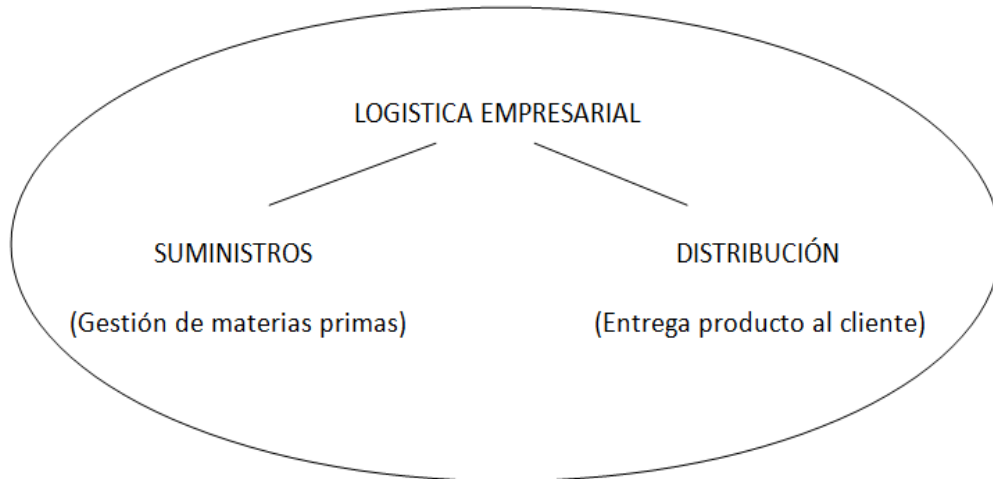 LOGISTICA EMPRESARIAL
SUMINISTROS
DISTRIBUCIÓN
(Gestión de materias primas)
(Entrega producto al cliente)